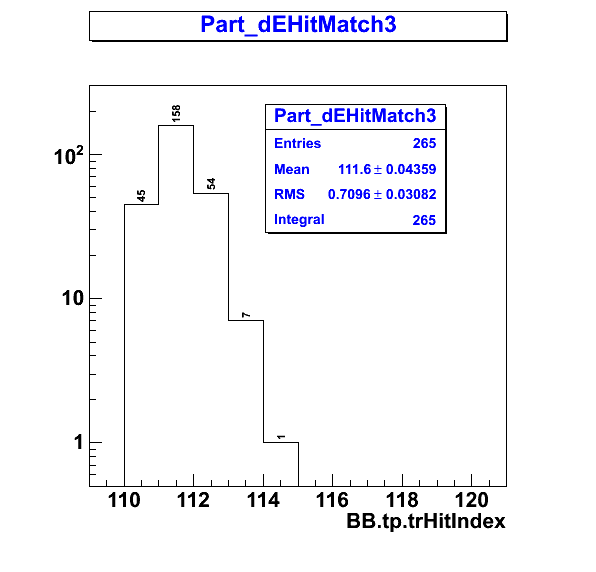 Part_dEHitMatch3
Part_dEHitMatch3
Entries 265
Mean 111.6 ± 0.04359
RMS 0.7096 ± 0.03082
Integral 265
45
158
54
7
1
10²
10
1
110 112 114 116 118 120
BB.tp.trHitIndex